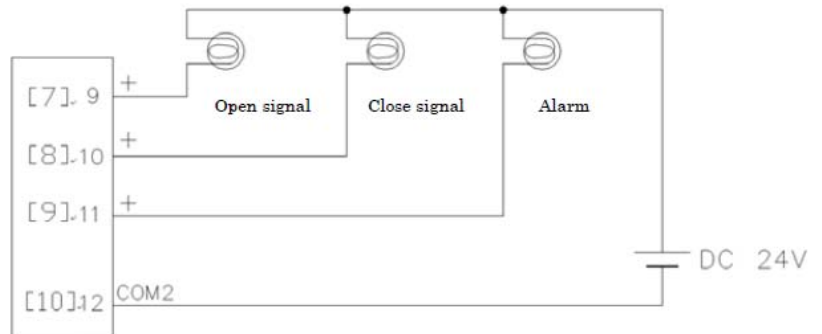 [7].9 +
Open signal Close signal Alarm
[8].10 +
[9].11 +
DC 24V
[10].12 COM2